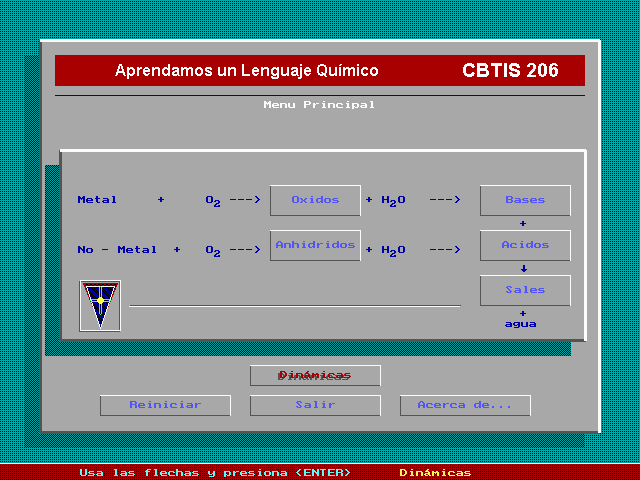 Aprendamos un Lenguaje Químico CBTIS 206
Menu Principal
Metal + O2 ---> Oxidos + H2O ---> Bases
+
No - Metal + O2 ---> Anhidridos + H2O ---> Acidos
↓
Sales
+
agua
Dinámicas
Reiniciar Salir Acerca de...
Usa las flechas y presiona <ENTER> Dinámicas